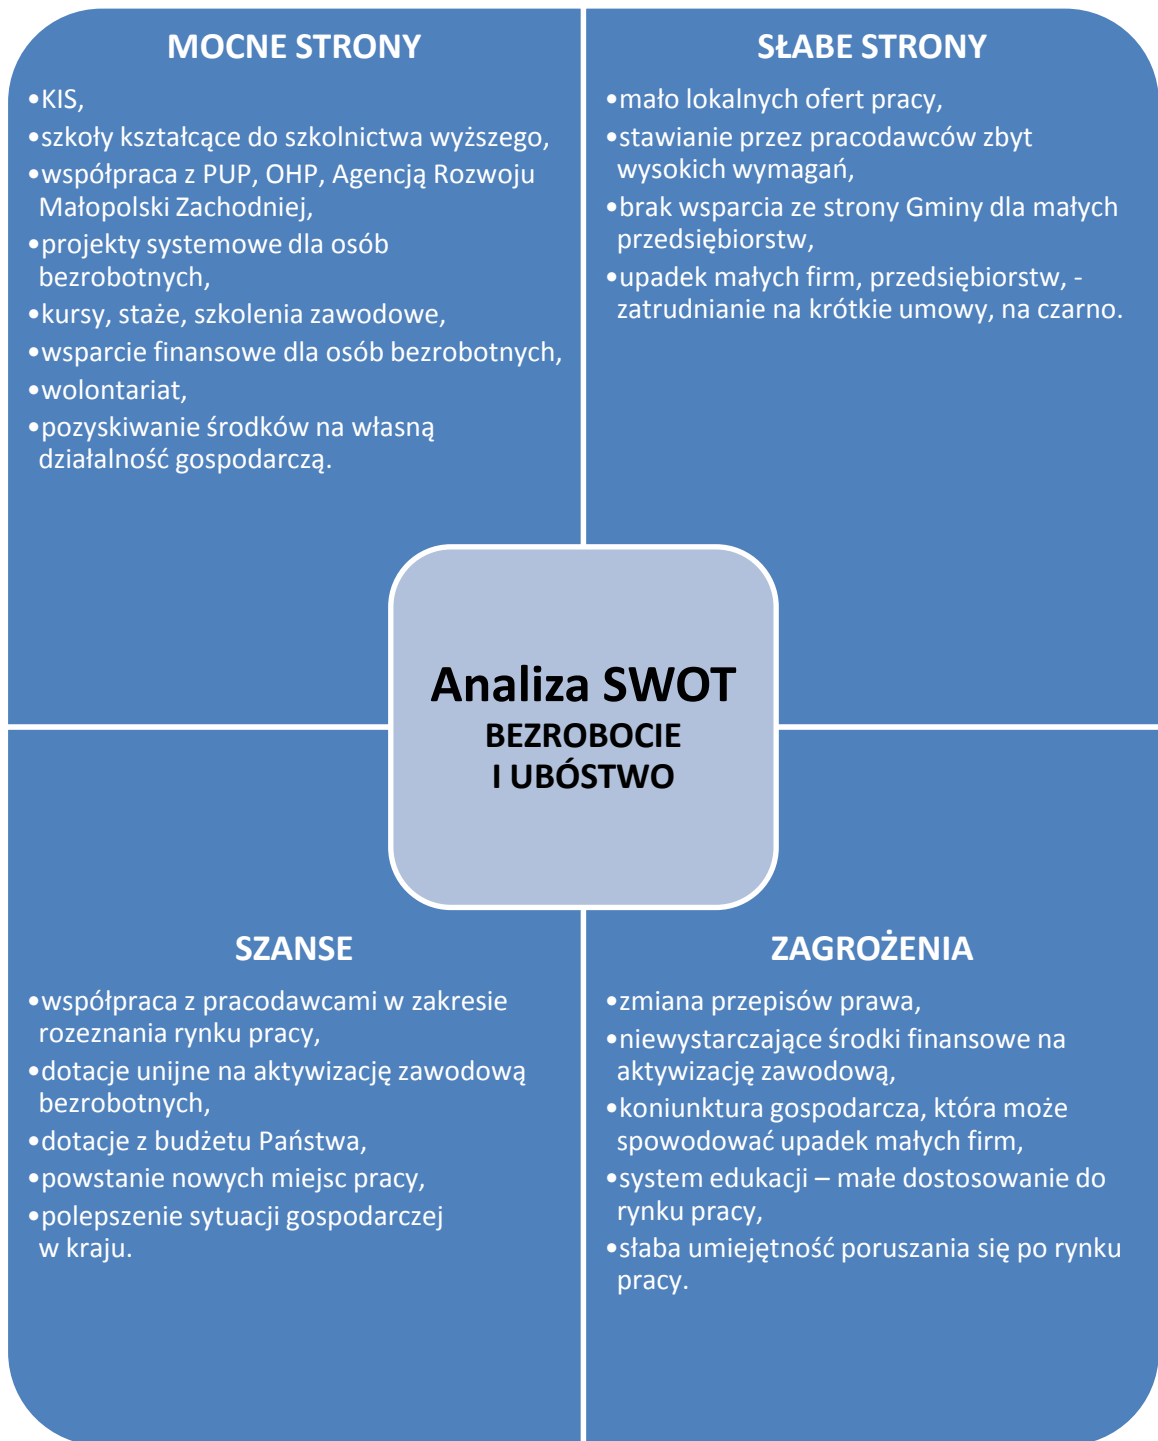 MOCNE STRONY
•KIS,
•szkoły kształcące do szkolnictwa wyższego,
•współpraca z PUP, OHP, Agencją Rozwoju
Małopolski Zachodniej,
•projekty systemowe dla osób
bezrobotnych,
•kursy, staże, szkolenia zawodowe,
•wsparcie finansowe dla osób bezrobotnych,
•wolontariat,
•pozyskiwanie środków na własną
działalność gospodarczą.
SŁABE STRONY
•mało lokalnych ofert pracy,
•stawianie przez pracodawców zbyt
wysokich wymagań,
•brak wsparcia ze strony Gminy dla małych
przedsiębiorstw,
•upadek małych firm, przedsiębiorstw, -
zatrudnianie na krótkie umowy, na czarno.
Analiza SWOT
BEZROBOCIE
I UBÓSTWO
SZANSE
•współpraca z pracodawcami w zakresie
rozeznania rynku pracy,
•dotacje unijne na aktywizację zawodową
bezrobotnych,
•dotacje z budżetu Państwa,
•powstanie nowych miejsc pracy,
•polepszenie sytuacji gospodarczej
w kraju.
ZAGROŻENIA
•zmiana przepisów prawa,
•niewystarczające środki finansowe na
aktywizację zawodową,
•koniunktura gospodarcza, która może
spowodować upadek małych firm,
•system edukacji – małe dostosowanie do
rynku pracy,
•słaba umiejętność poruszania się po rynku
pracy.